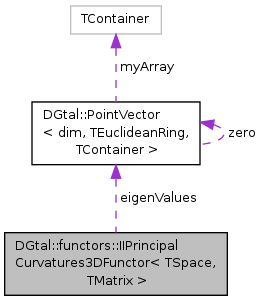 TContainer
myArray
DGtal::PointVector
< dim, TEuclideanRing,
TContainer >
zero
eigenValues
DGtal::functors::IIPrincipal
Curvatures3DFunctor< TSpace,
TMatrix >